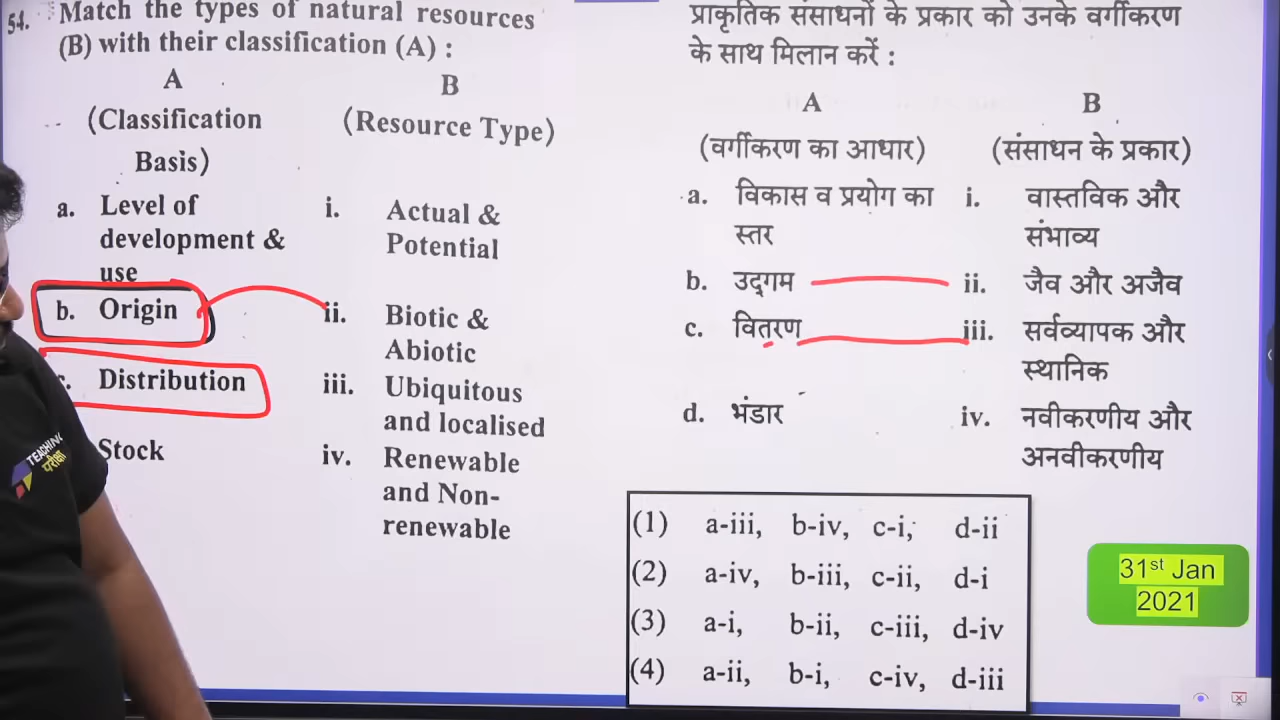 54. Match the types of natural resources
(B) with their classification (A) :
A B
(Classification Basis) (Resource Type)
a. Level of development & use
i. Actual & Potential
b. Origin
ii. Biotic & Abiotic
c. Distribution
iii. Ubiquitous and localised
Stock
iv. Renewable and Non-renewable
प्राकृतिक संसाधनों के प्रकार को उनके वर्गीकरण
के साथ मिलान करें :
A B
(वर्गीकरण का आधार) (संसाधन के प्रकार)
a. विकास व प्रयोग का स्तर
i. वास्तविक और संभाव्य
b. उद्गम
ii. जैव और अजैव
c. वितरण
iii. सर्वव्यापक और स्थानिक
d. भंडार
iv. नवीकरणीय और अनवीकरणीय
(1) a-iii, b-iv, c-i, d-ii
(2) a-iv, b-iii, c-ii, d-i
(3) a-i, b-ii, c-iii, d-iv
(4) a-ii, b-i, c-iv, d-iii
31st Jan
2021
TEACHING
परीक्षा